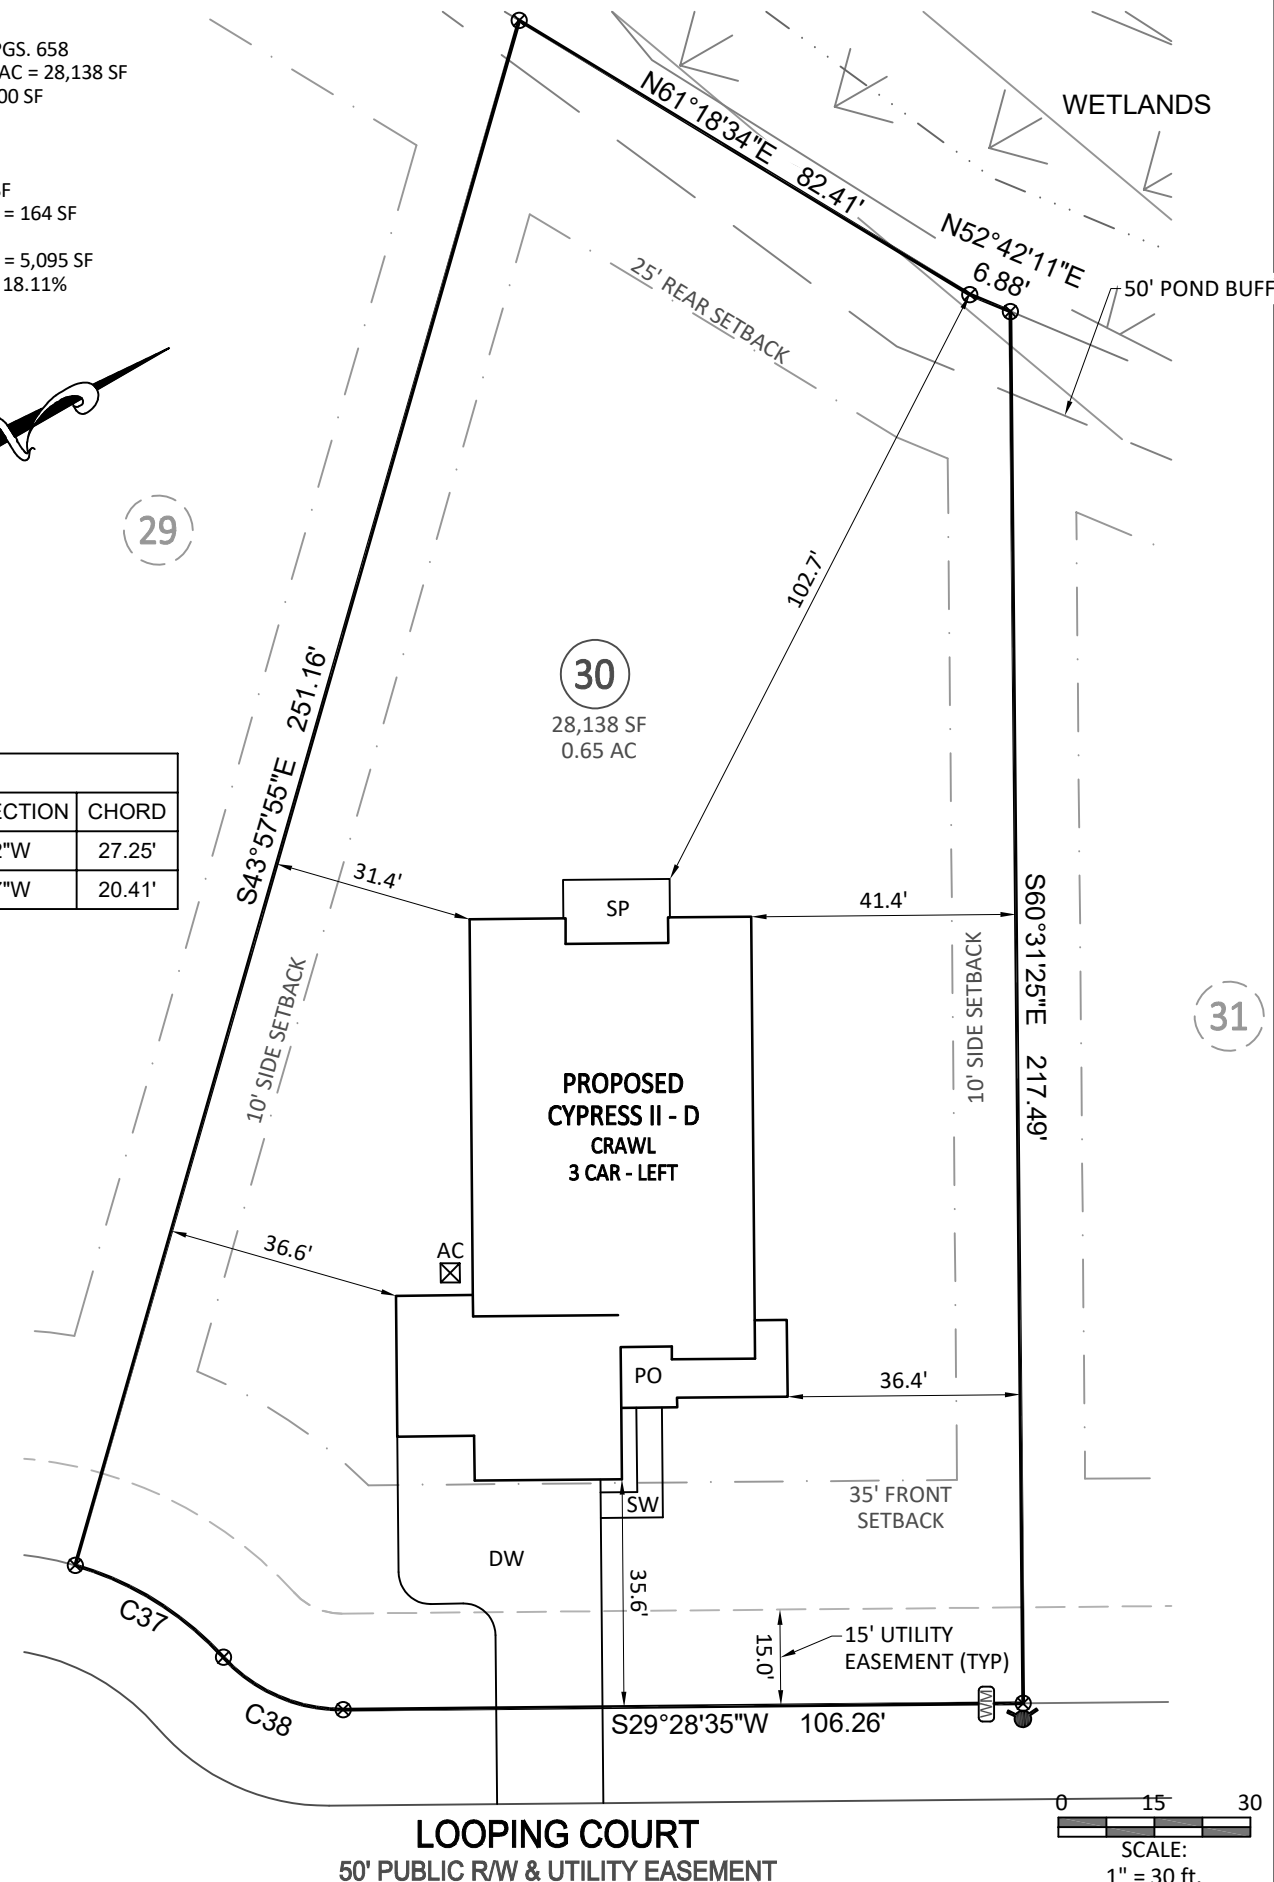 PGS. 658
AC = 28,138 SF
00 SF
SF
= 164 SF
= 5,095 SF
18.11%
WETLANDS
N61°18'34"E 82.41'
N52°42'11"E
6.88'
50' POND BUFF
25' REAR SETBACK
29
102.7'
30
28,138 SF
0.65 AC
S43°57'55"E 251.16'
ECTION CHORD
2"W 27.25'
7"W 20.41'
31.4'
SP
41.4'
S60°31'25"E 217.49'
10' SIDE SETBACK
10' SIDE SETBACK
31
PROPOSED
CYPRESS II - D
CRAWL
3 CAR - LEFT
36.6'
AC
PO
36.4'
35' FRONT
SETBACK
SW
DW
35.6'
C37
15.0'
15' UTILITY
EASEMENT (TYP)
WM
C38
S29°28'35"W 106.26'
LOOPING COURT
50' PUBLIC R/W & UTILITY EASEMENT
0 15 30
SCALE:
1" = 30 ft.